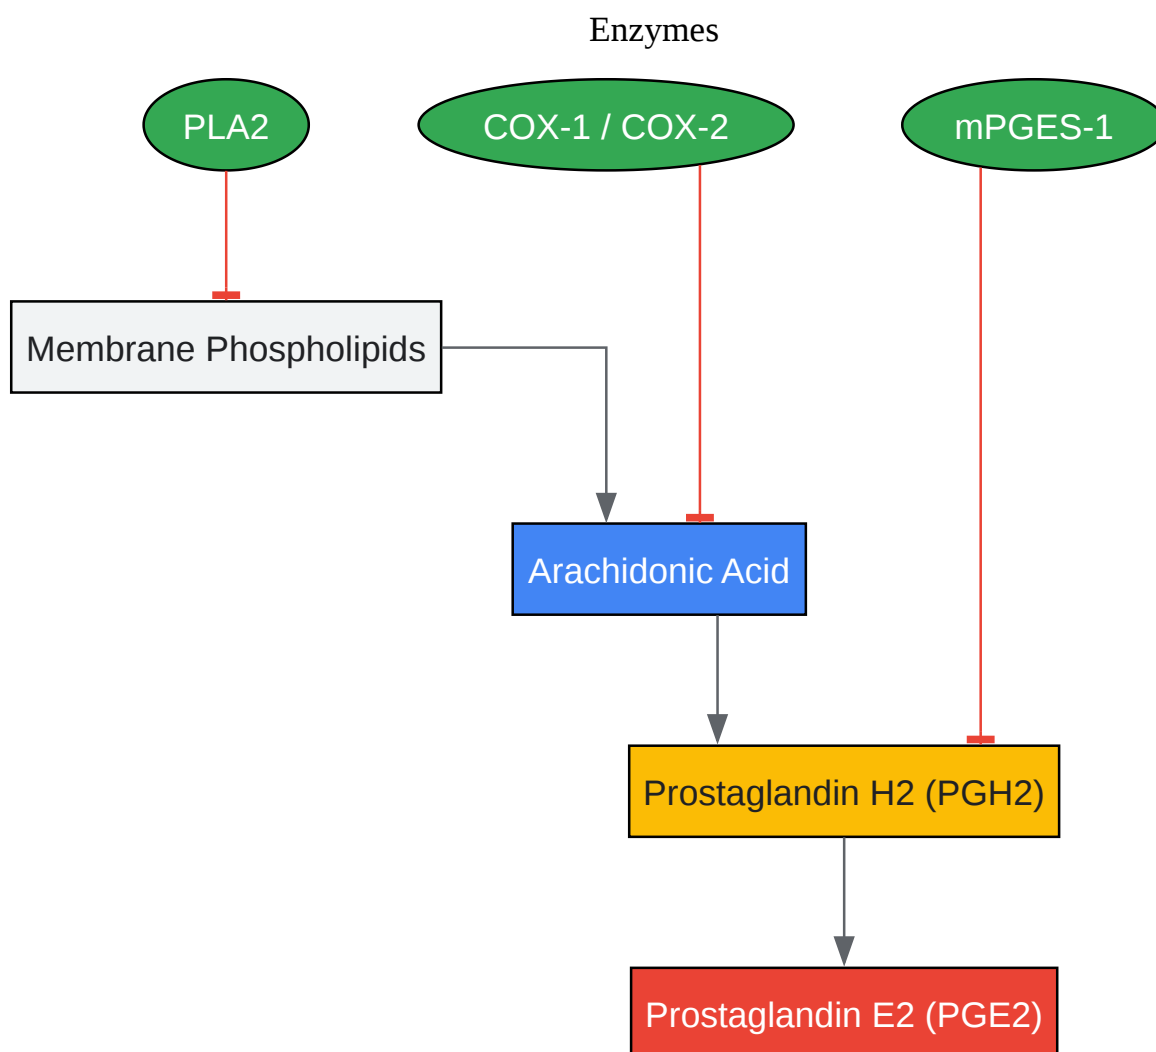 Enzymes
PLA2
COX-1 / COX-2
mPGES-1
Membrane Phospholipids
Arachidonic Acid
Prostaglandin H2 (PGH2)
Prostaglandin E2 (PGE2)